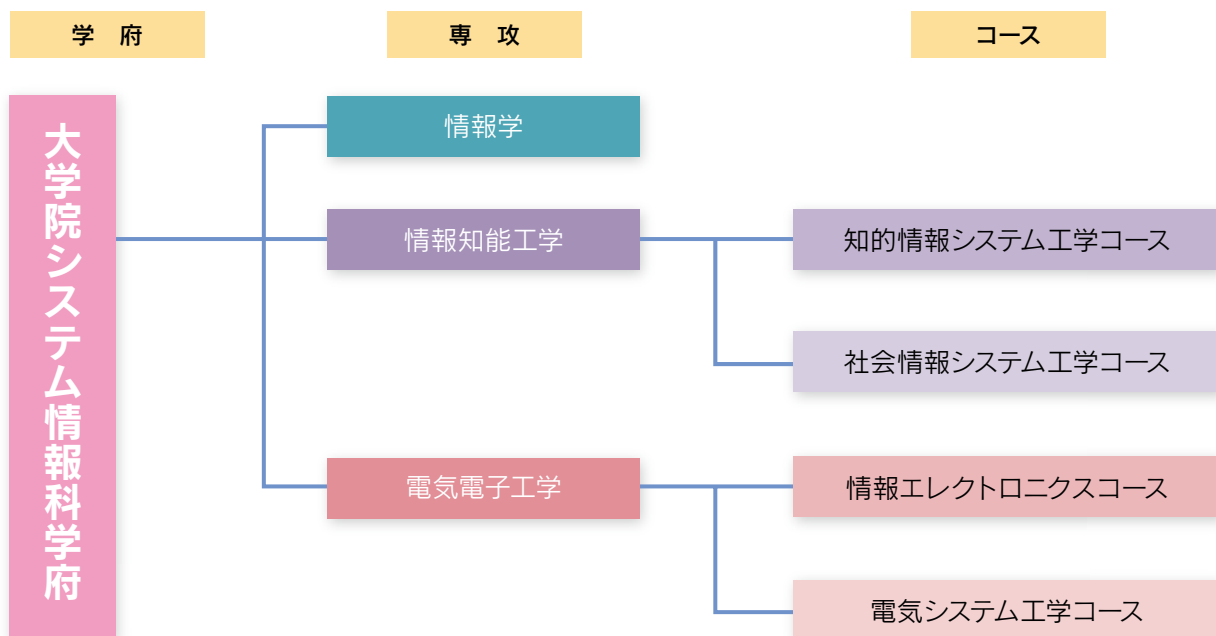 学 府
専 攻
コース
大学院システム情報科学府
情報学
情報知能工学
知的情報システム工学コース
社会情報システム工学コース
電気電子工学
情報エレクトロニクスコース
電気システム工学コース